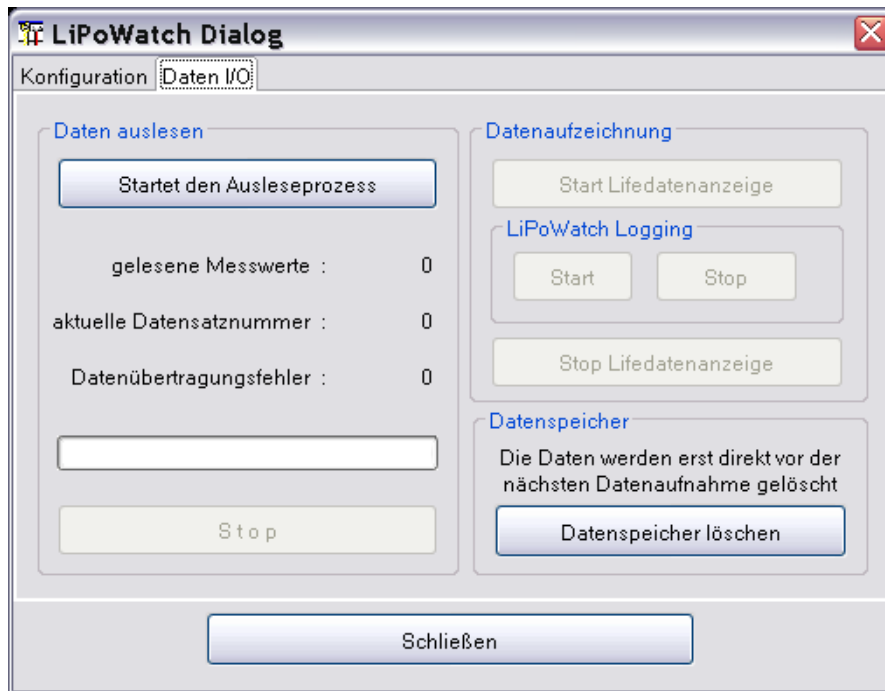 LiPoWatch Dialog
Konfiguration
Daten I/O
Daten auslesen
Startet den Ausleseprozess
gelesene Messwerte : 0
aktuelle Datensatznummer : 0
Datenübertragungsfehler : 0
Stop
Datenaufzeichnung
Start Lifedatenanzeige
LiPoWatch Logging
Start
Stop
Stop Lifedatenanzeige
Datenspeicher
Die Daten werden erst direkt vor der
nächsten Datenaufnahme gelöscht
Datenspeicher löschen
Schließen